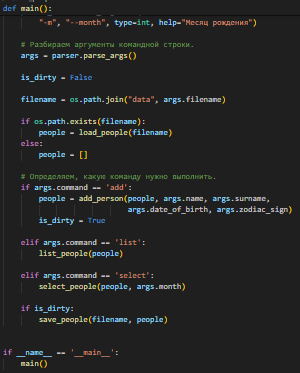 def main():
"-m", "--month", type=int, help="Месяц рождения")
# Разбираем аргументы командной строки.
args = parser.parse_args()
is_dirty = False
filename = os.path.join("data", args.filename)
if os.path.exists(filename):
people = load_people(filename)
else:
people = []
# Определяем, какую команду нужно выполнить.
if args.command == 'add':
people = add_person(people, args.name, args.surname,
args.date_of_birth, args.zodiac_sign)
is_dirty = True
elif args.command == 'list':
list_people(people)
elif args.command == 'select':
select_people(people, args.month)
if is_dirty:
save_people(filename, people)
if __name__ == '__main__':
main()